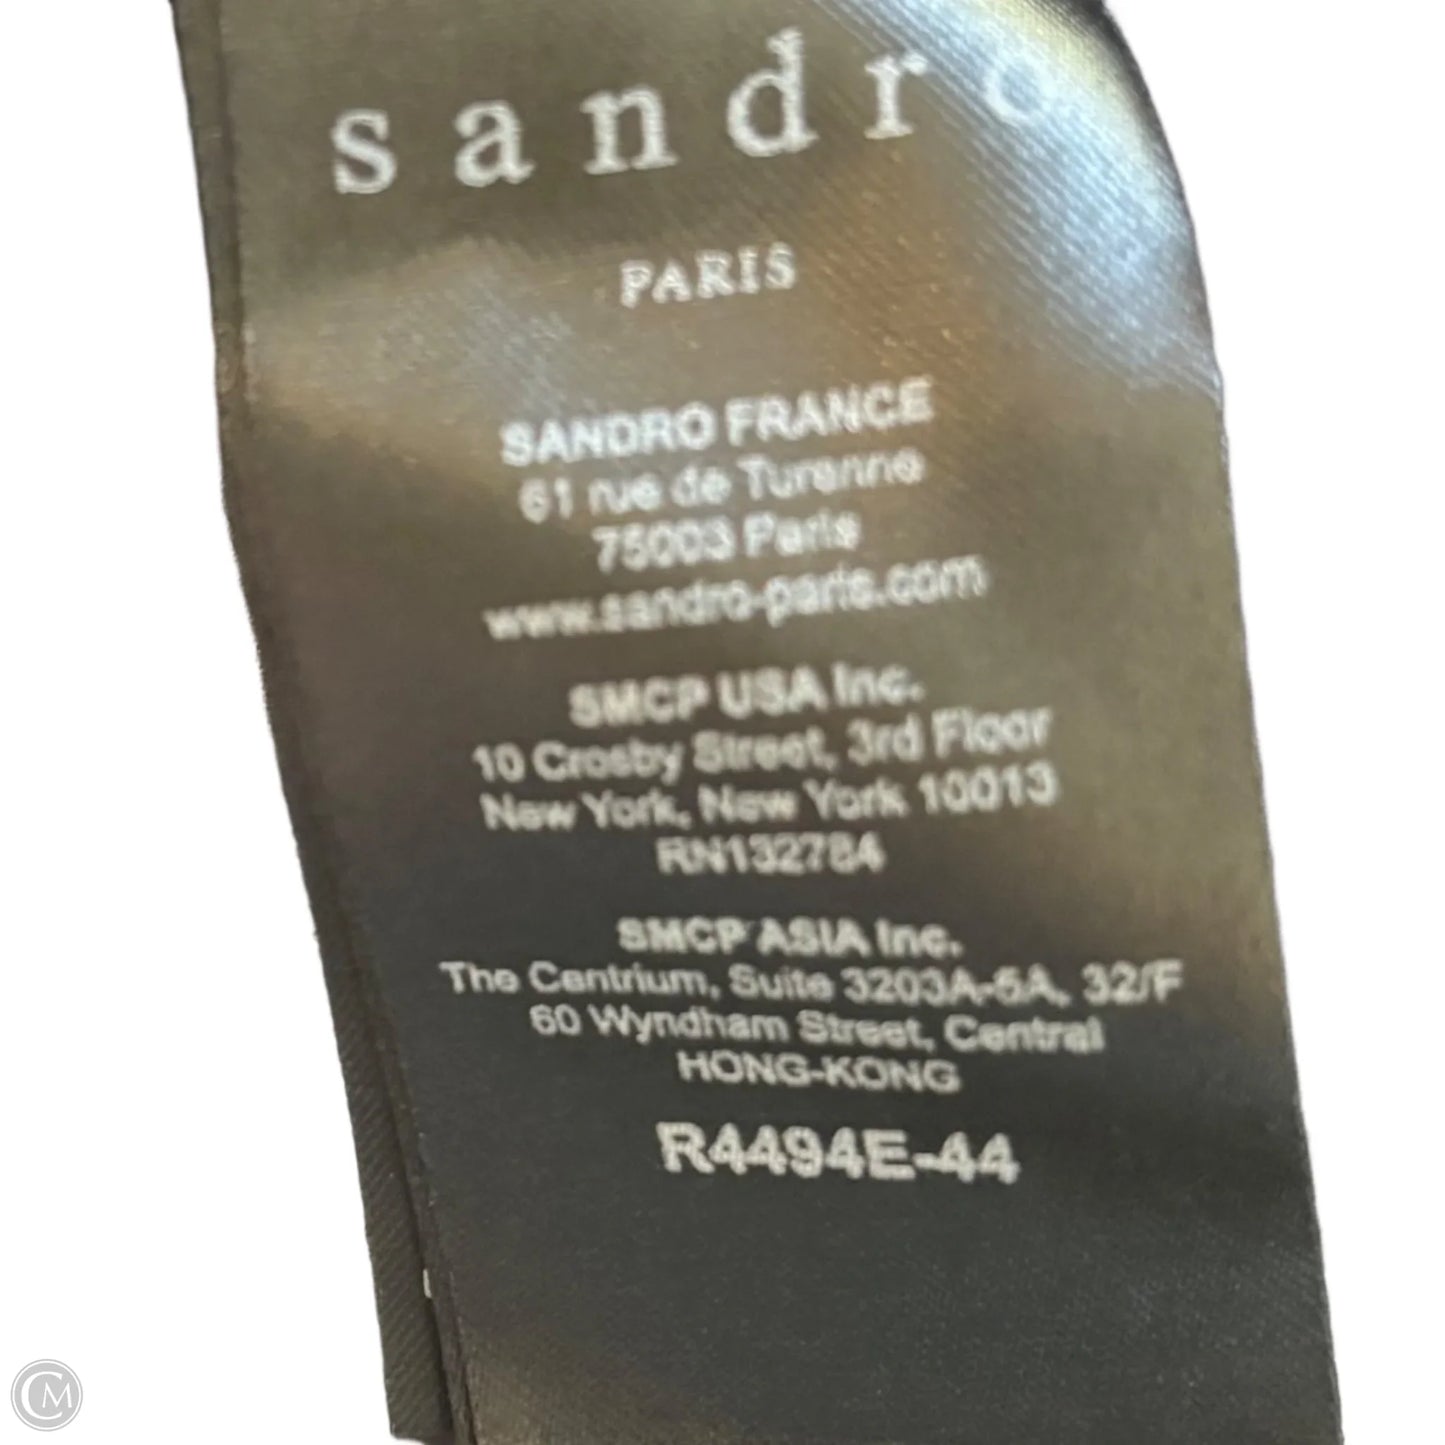 sandro
PARIS
SANDRO FRANCE
61 rue de Turenne
75003 Paris
www.sandro-paris.com
SMCP USA Inc.
10 Crosby Street, 3rd Floor
New York, New York 10013
RN132784
SMCP ASIA Inc.
The Centrium, Suite 3203A-5A, 32/F
60 Wyndham Street, Central
HONG-KONG
R4494E-44
CM